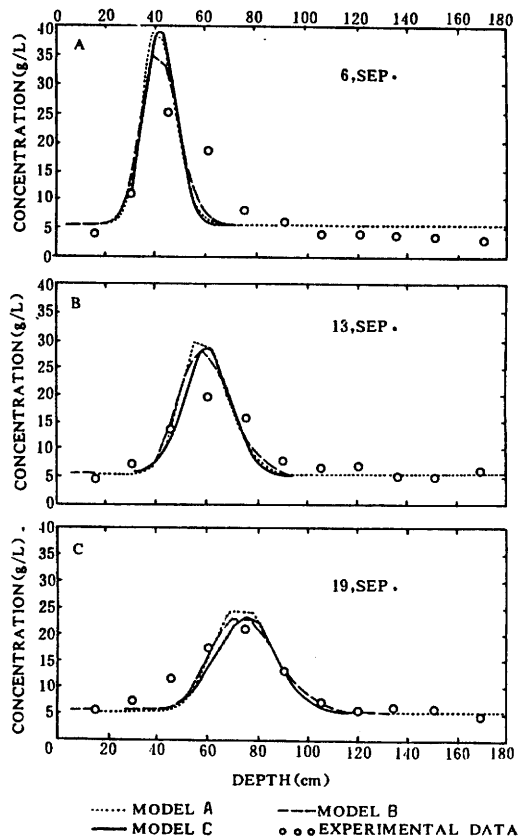 0 20 40 60 80 100 120 140 160 180
40
35
30
25
20
15
10
5
0
CONCENTRATION(g/L)
A
6,SEP.
40
35
30
25
20
15
10
5
0
CONCENTRATION(g/L)
B
13,SEP.
40
35
30
25
20
15
10
5
CONCENTRATION(g/L).
C
19,SEP.
0 20 40 60 80 100 120 140 160 180
DEPTH(cm)
MODEL A
MODEL B
MODEL C
EXPERIMENTAL DATA